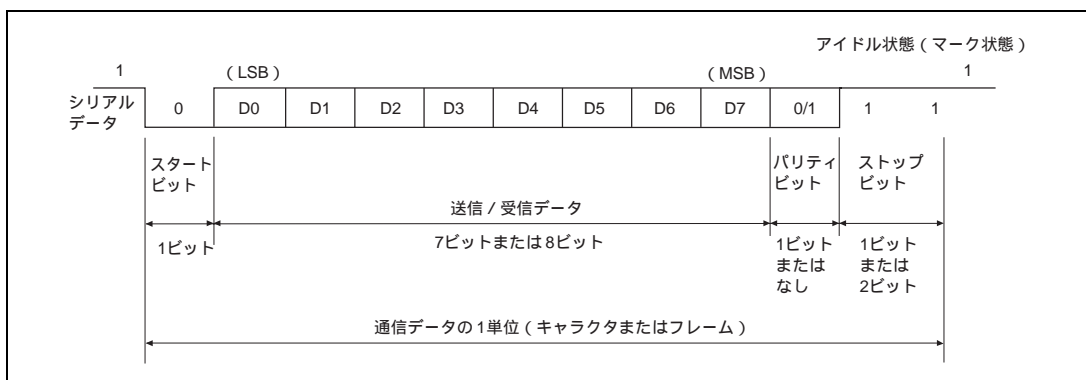 アイドル状態（マーク状態）
1 （LSB） （MSB） 1
シリアル
データ
0 D0 D1 D2 D3 D4 D5 D6 D7 0/1 1 1
スタート
ビット
パリティ
ビット
ストップ
ビット
送信／受信データ
1ビット
7ビットまたは8ビット
1ビット
または
なし
1ビット
または
2ビット
通信データの1単位（キャラクタまたはフレーム）